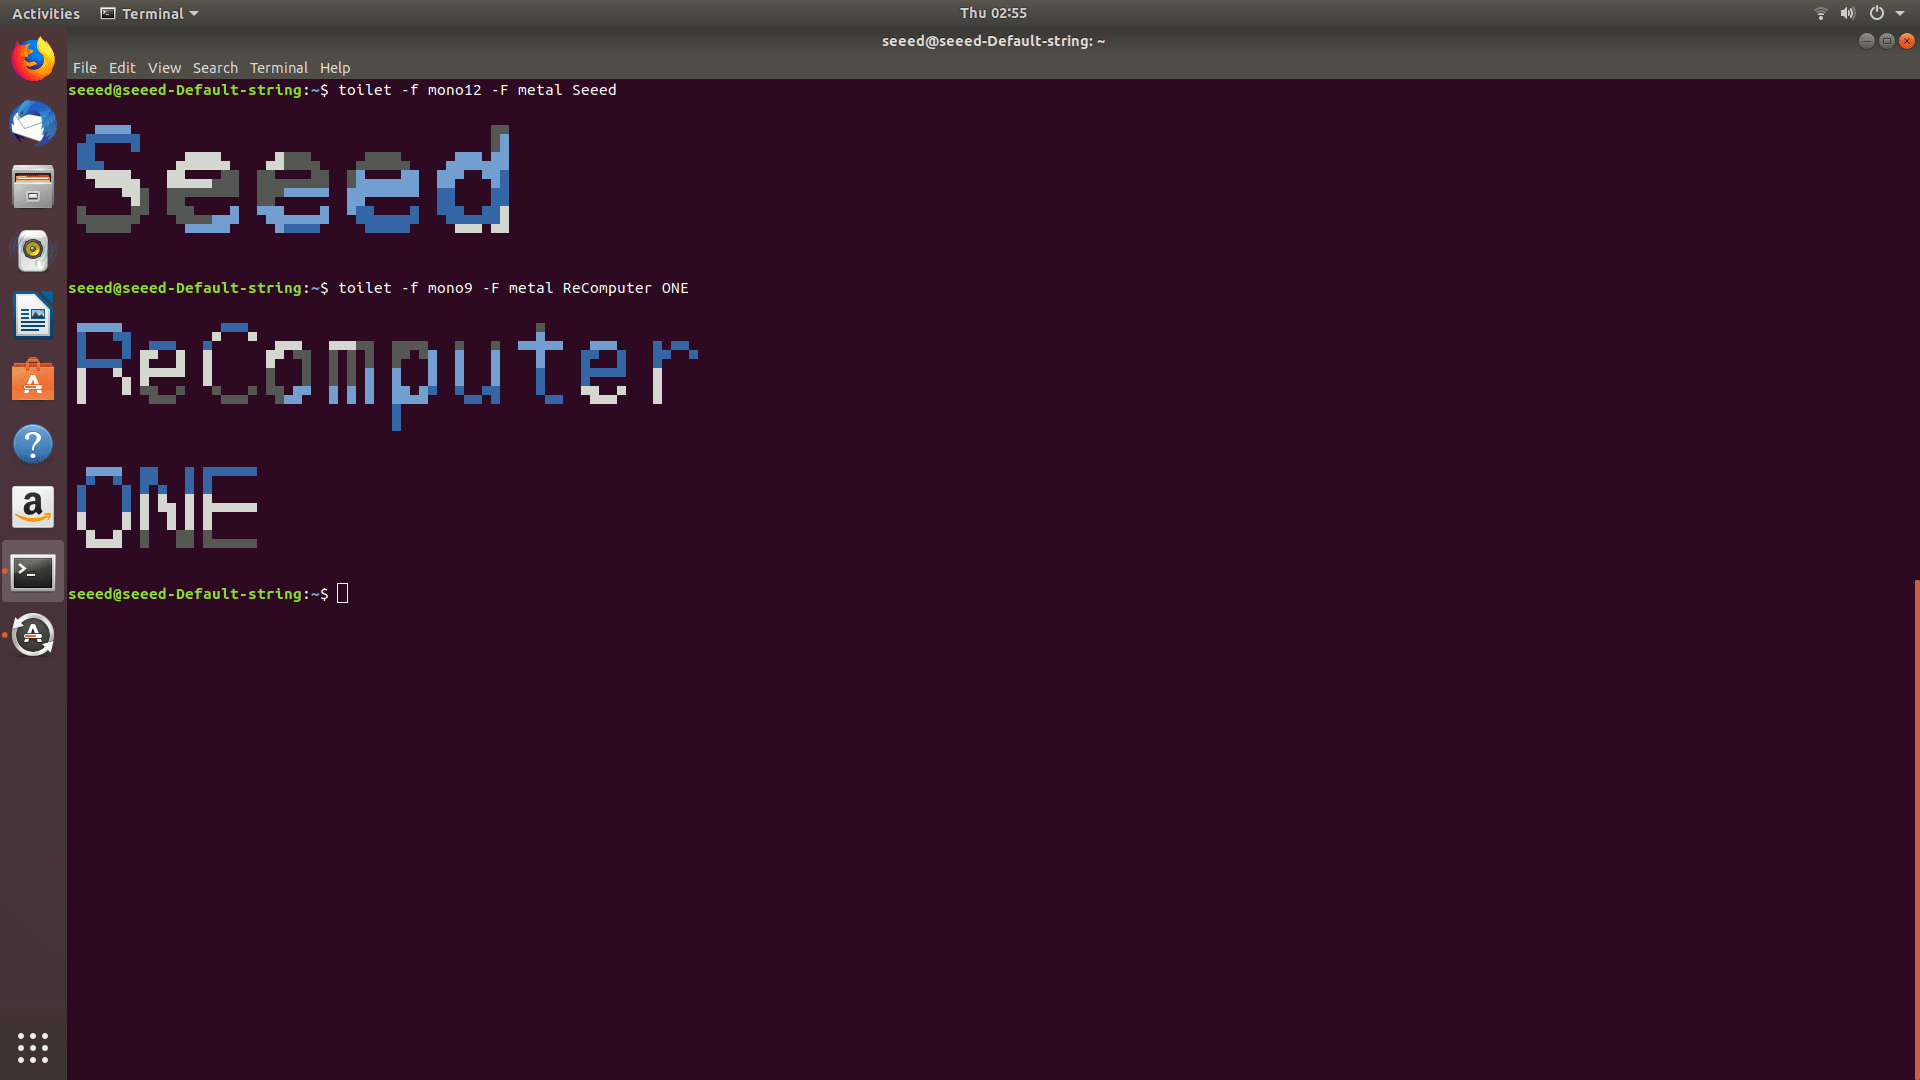 Activities Terminal Thu 02:55
seeed@seeed-Default-string: ~
File Edit View Search Terminal Help
seeed@seeed-Default-string:~$ toilet -f mono12 -F metal Seeed
Seeed
seeed@seeed-Default-string:~$ toilet -f mono9 -F metal ReComputer ONE
ReComputer
ONE
seeed@seeed-Default-string:~$